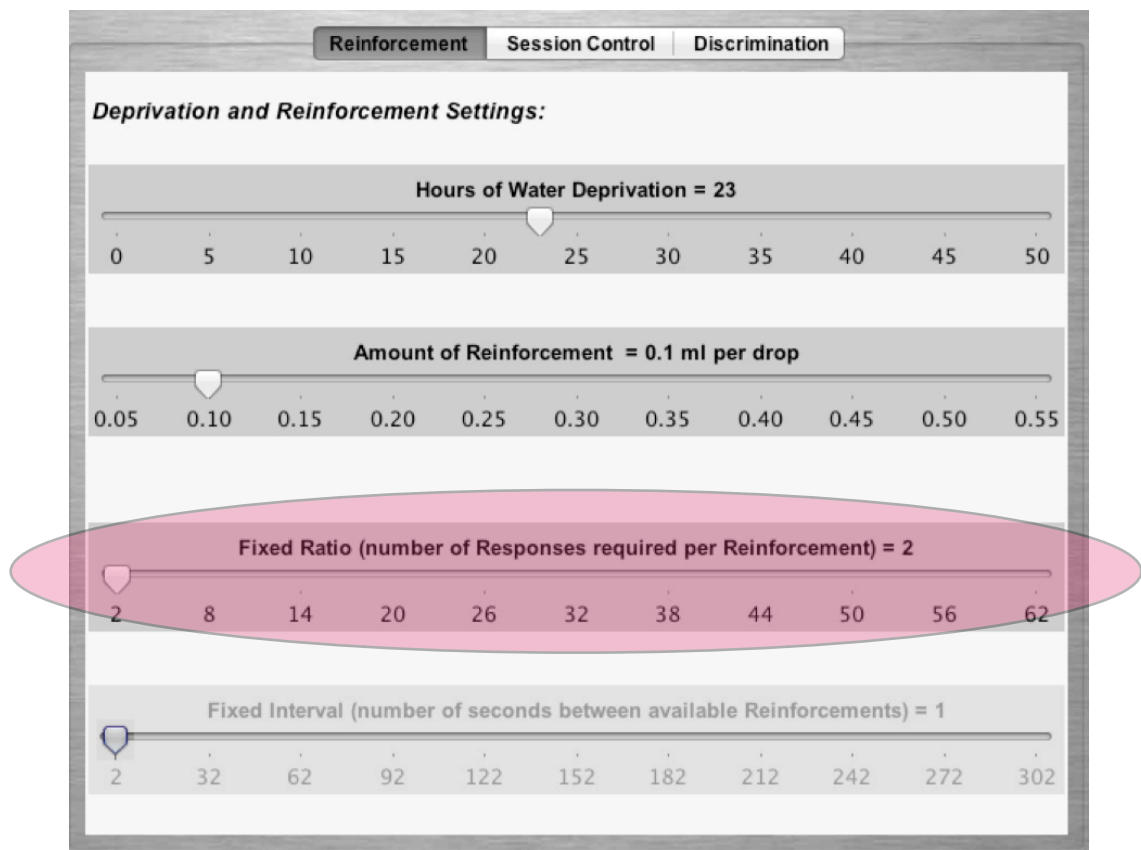 Reinforcement Session Control Discrimination
Deprivation and Reinforcement Settings:
Hours of Water Deprivation = 23
0 5 10 15 20 25 30 35 40 45 50
Amount of Reinforcement = 0.1 ml per drop
0.05 0.10 0.15 0.20 0.25 0.30 0.35 0.40 0.45 0.50 0.55
Fixed Ratio (number of Responses required per Reinforcement) = 2
2 8 14 20 26 32 38 44 50 56 62
Fixed Interval (number of seconds between available Reinforcements) = 1
2 32 62 92 122 152 182 212 242 272 302